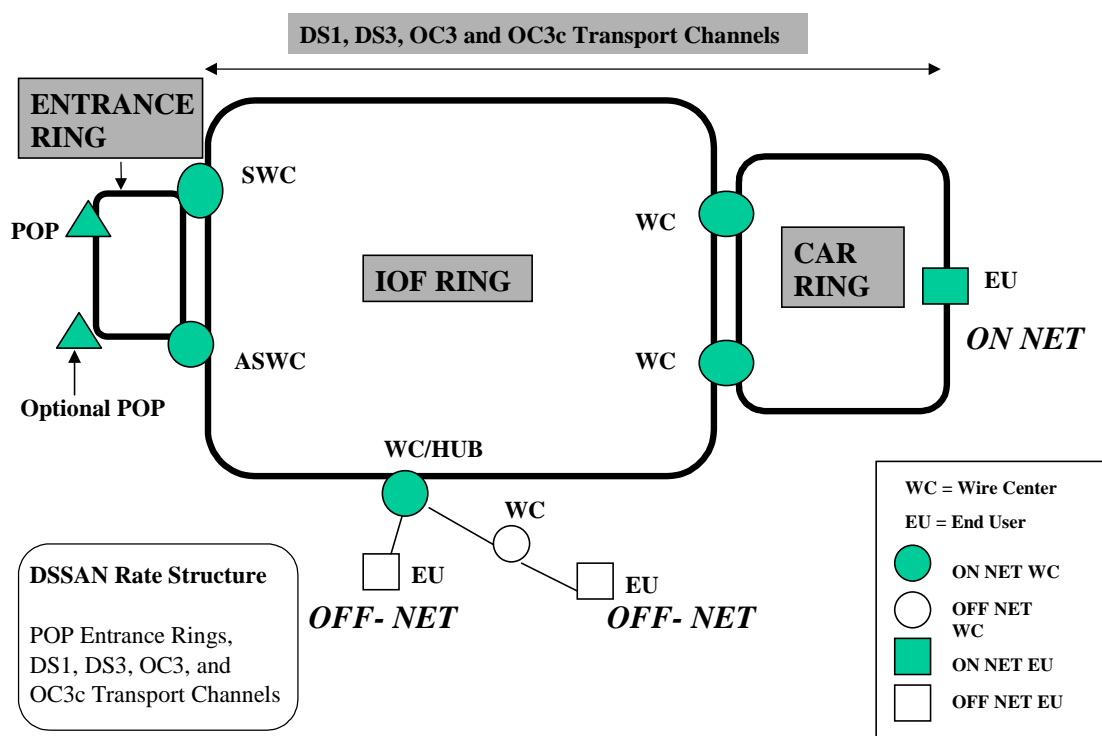 DS1, DS3, OC3 and OC3c Transport Channels
ENTRANCE
RING
SWC
POP
WC
CAR
RING
IOF RING
EU
ON NET
ASWC
WC
Optional POP
WC/HUB
WC
EU
EU
OFF- NET
OFF- NET
DSSAN Rate Structure
POP Entrance Rings,
DS1, DS3, OC3, and
OC3c Transport Channels
WC = Wire Center
EU = End User
ON NET WC
OFF NET
WC
ON NET EU
OFF NET EU